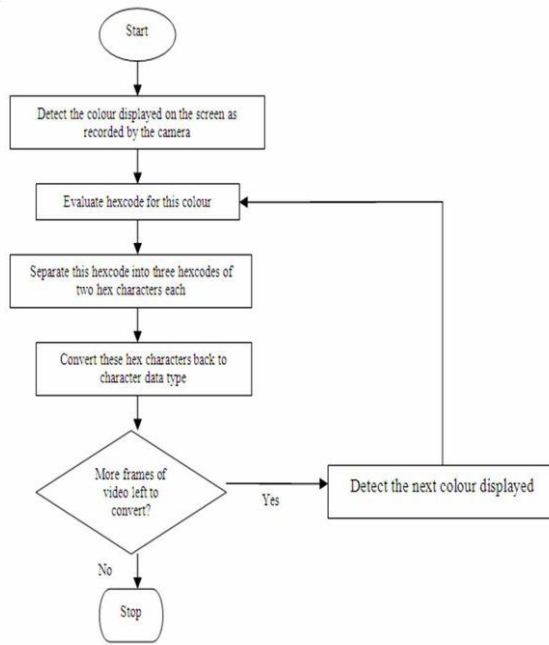 Start
Detect the colour displayed on the screen as
recorded by the camera
Evaluate hexcode for this colour
Separate this hexcode into three hexcodes of
two hex characters each
Convert these hex characters back to
character data type
More frames of
video left to
convert?
Yes
Detect the next colour displayed
No
Stop